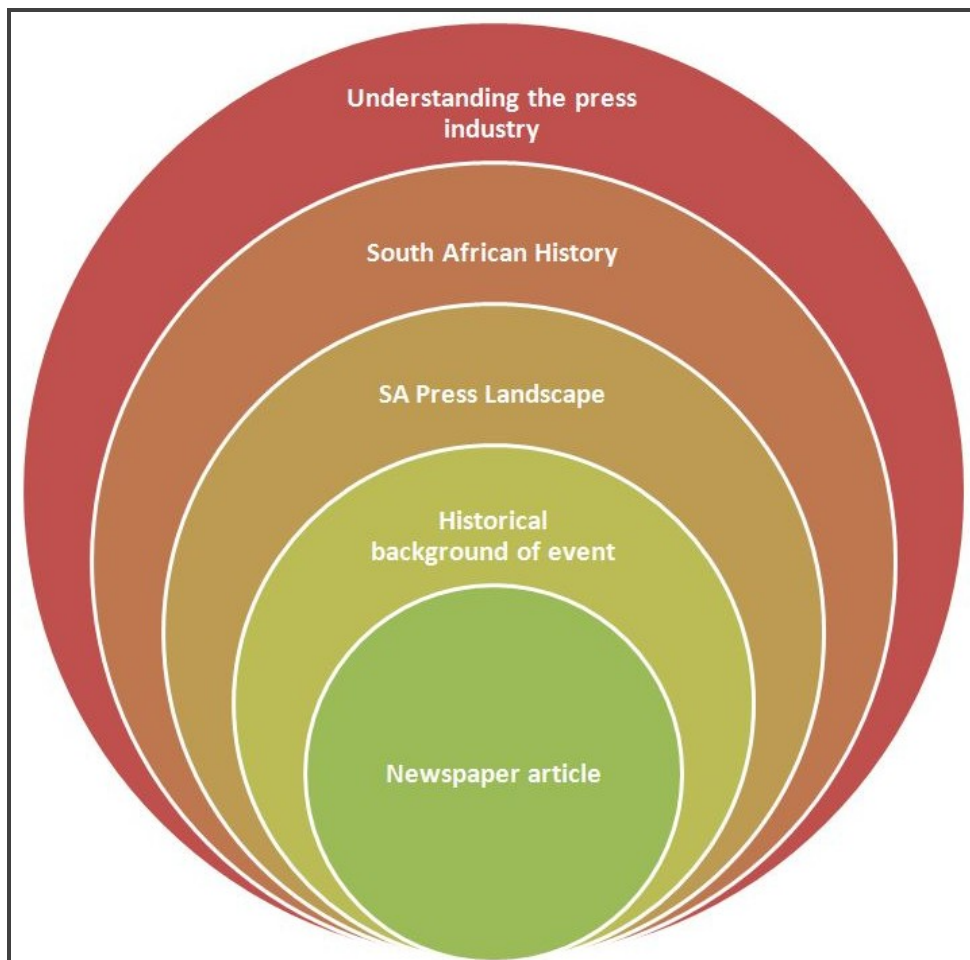 Understanding the press
industry
South African History
SA Press Landscape
Historical
background of event
Newspaper article